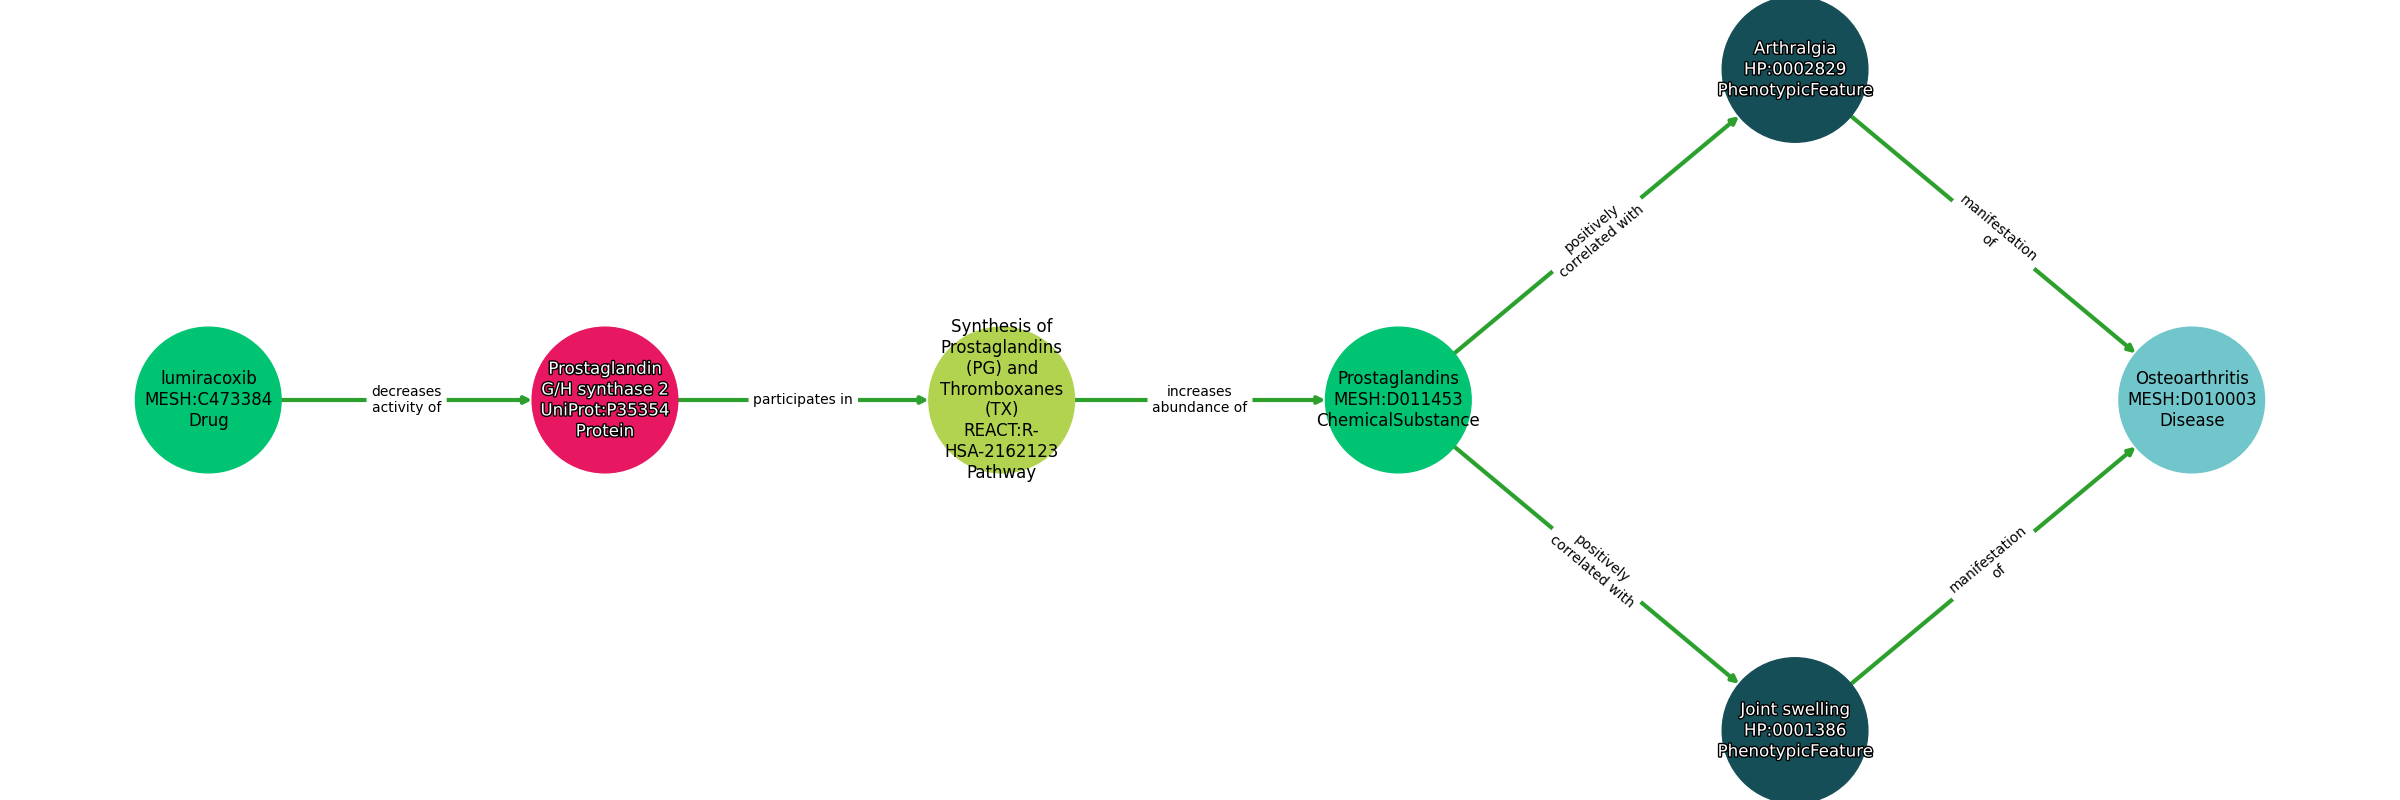 lumiracoxib
MESH:C473384
Drug
decreases
activity of
Prostaglandin
G/H synthase 2
UniProt:P35354
Protein
participates in
Synthesis of
Prostaglandins
(PG) and
Thromboxanes
(TX)
REACT:R-
HSA-2162123
Pathway
increases
abundance of
Prostaglandins
MESH:D011453
ChemicalSubstance
positively
correlated with
Arthralgia
HP:0002829
PhenotypicFeature
manifestation
of
positively
correlated with
Joint swelling
HP:0001386
PhenotypicFeature
manifestation
of
Osteoarthritis
MESH:D010003
Disease